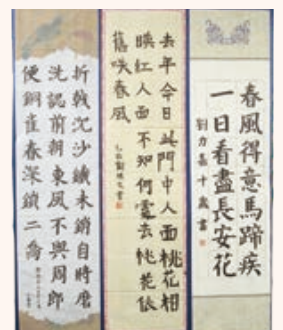 春風得意馬蹄疾
一日看盡長安花
去年今日此門中人面桃花相
映紅人面不知何處去桃花依
舊咲春風
折戟沉沙鐵未銷自時磨
洗認前朝東風不與周郎
便銅雀春深鎖二喬